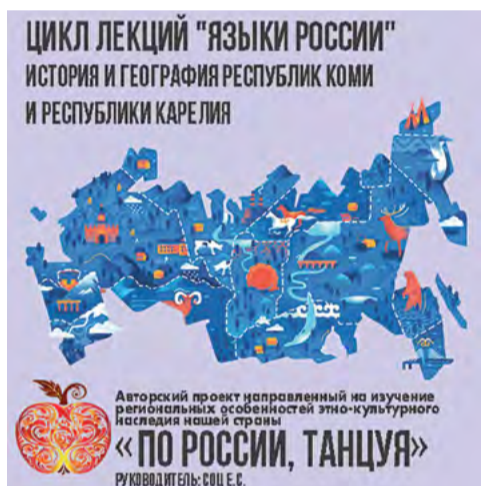 ЦИКЛ ЛЕКЦИЙ "ЯЗЫКИ РОССИИ"
ИСТОРИЯ И ГЕОГРАФИЯ РЕСПУБЛИК КОМИ
И РЕСПУБЛИКИ КАРЕЛИЯ
Авторский проект направленный на изучение
региональных особенностей этно-культурного
наследия нашей страны
«ПО РОССИИ, ТАНЦУЯ»
РУКОВОДИТЕЛЬ: СОЦ Е.С.